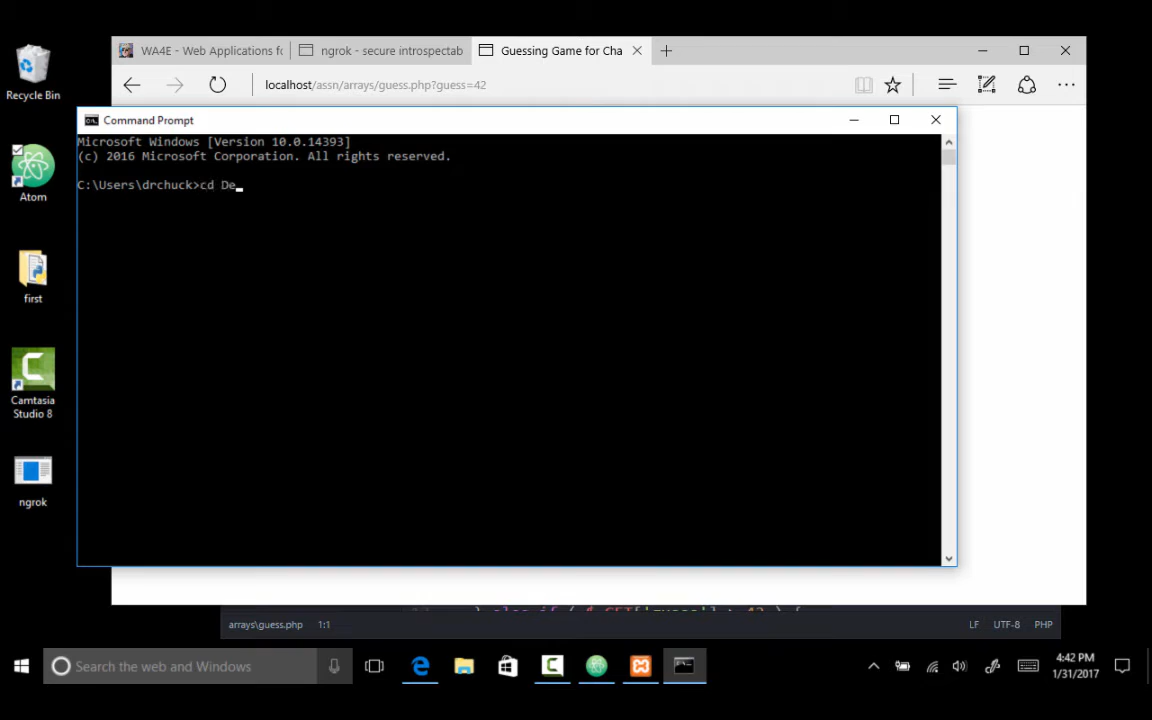 Recycle Bin
Atom
first
Camtasia
Studio 8
ngrok
WA4E - Web Applications fo
ngrok - secure introspectab
Guessing Game for Cha
localhost/assn/arrays/guess.php?guess=42
Command Prompt
Microsoft Windows [Version 10.0.14393]
(c) 2016 Microsoft Corporation. All rights reserved.
C:\Users\drchuck>cd De
arrays\guess.php 1:1
LF UTF-8 PHP
Search the web and Windows
4:42 PM
1/31/2017